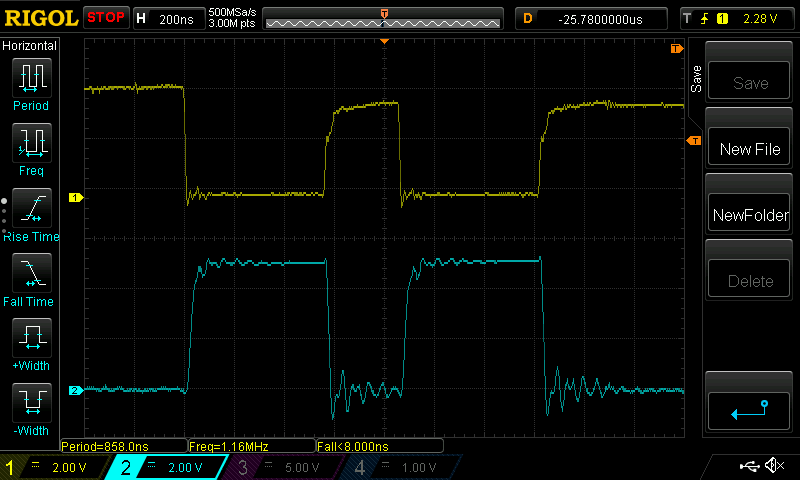 RIGOL STOP H 200ns 500MSa/s 3.00M pts T D -25.7800000us T 1 2.28 V
Horizontal
Period
Freq
Rise Time
Fall Time
+Width
-Width
T
T
1
2
Save
Save
New File
NewFolder
Delete
Period=858.0ns Freq=1.16MHz Fall<8.000ns
1 2.00 V 2 2.00 V 3 5.00 V 4 1.00 V